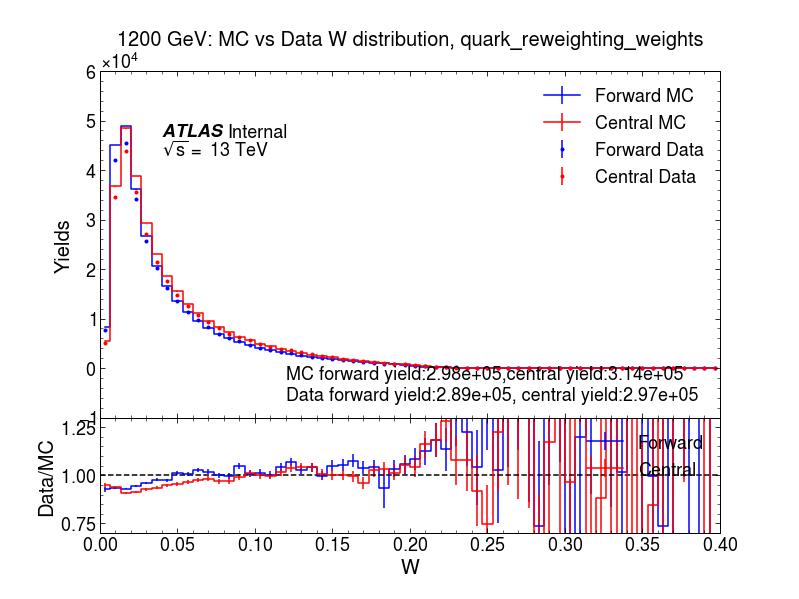 1200 GeV: MC vs Data W distribution, quark_reweighting_weights
×10⁴
6
5
4
3
2
1
0
−1
Yields
ATLAS Internal
√s = 13 TeV
Forward MC
Central MC
Forward Data
Central Data
MC forward yield:2.98e+05,central yield:3.14e+05
Data forward yield:2.89e+05, central yield:2.97e+05
1.25
1.00
0.75
Data/MC
Forward
Central
0.00 0.05 0.10 0.15 0.20 0.25 0.30 0.35 0.40
W